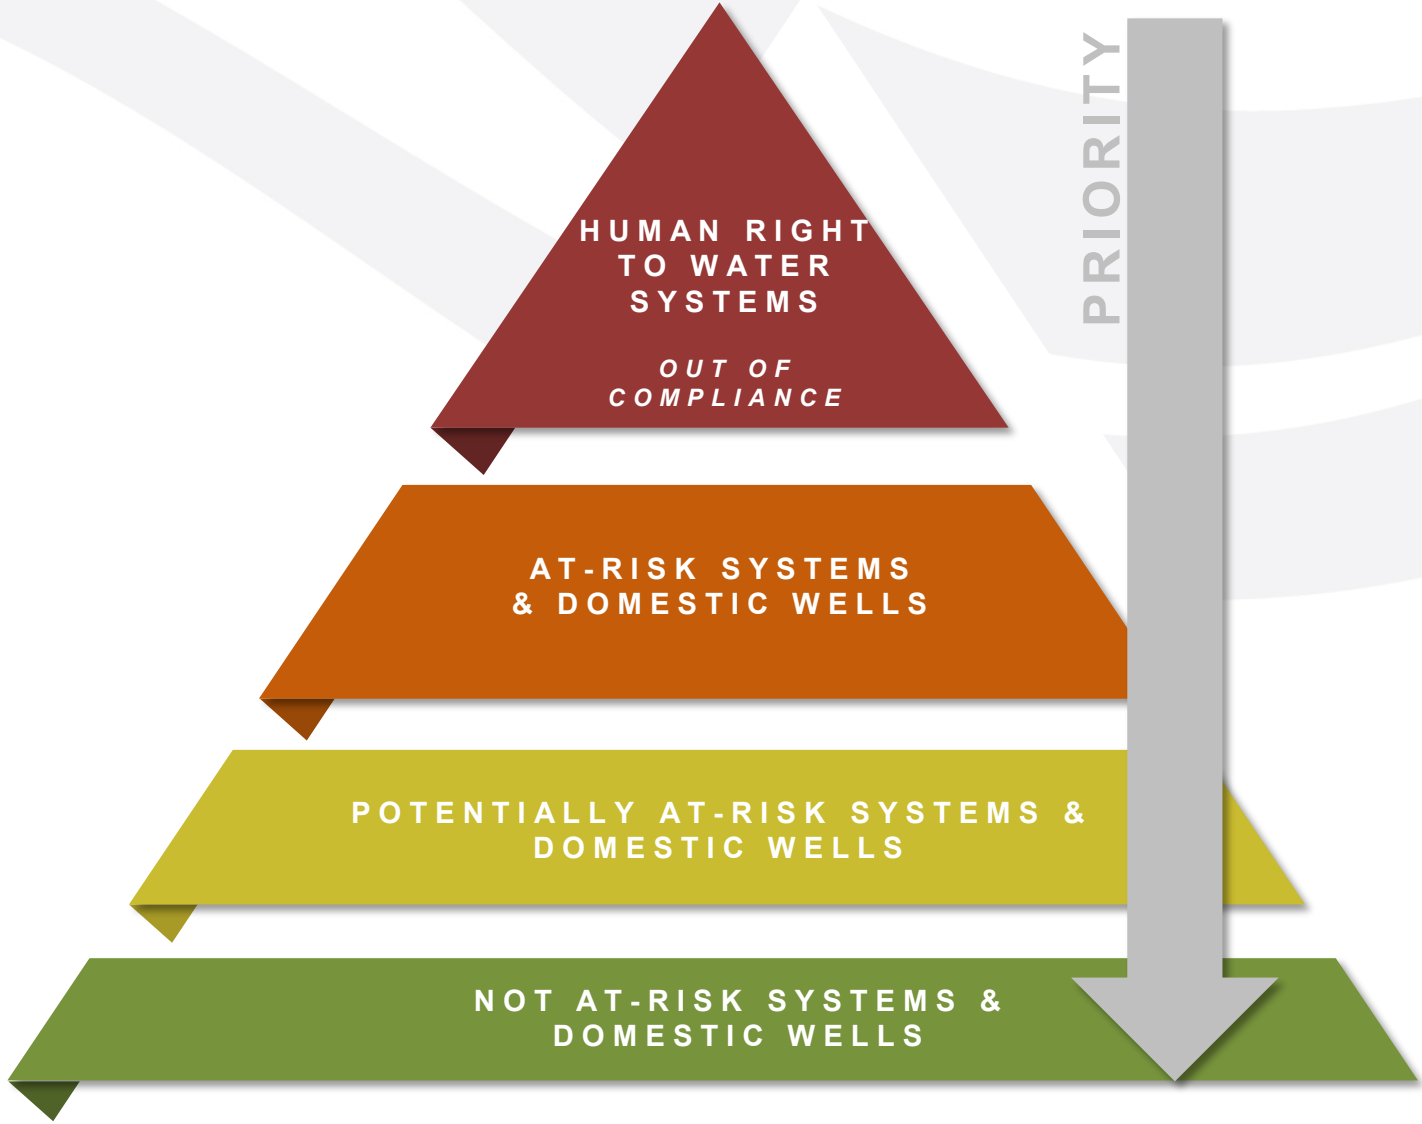 HUMAN RIGHT
TO WATER
SYSTEMS
OUT OF
COMPLIANCE
PRIORITY
AT-RISK SYSTEMS
& DOMESTIC WELLS
POTENTIALLY AT-RISK SYSTEMS &
DOMESTIC WELLS
NOT AT-RISK SYSTEMS &
DOMESTIC WELLS